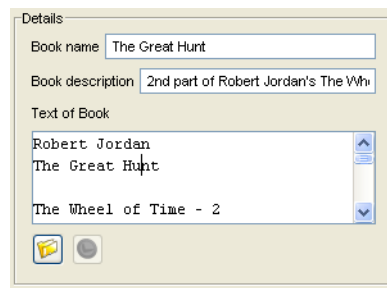 Details
Book name The Great Hunt
Book description 2nd part of Robert Jordan's The
Text of Book
Robert Jordan
The Great Hunt
The Wheel of Time - 2